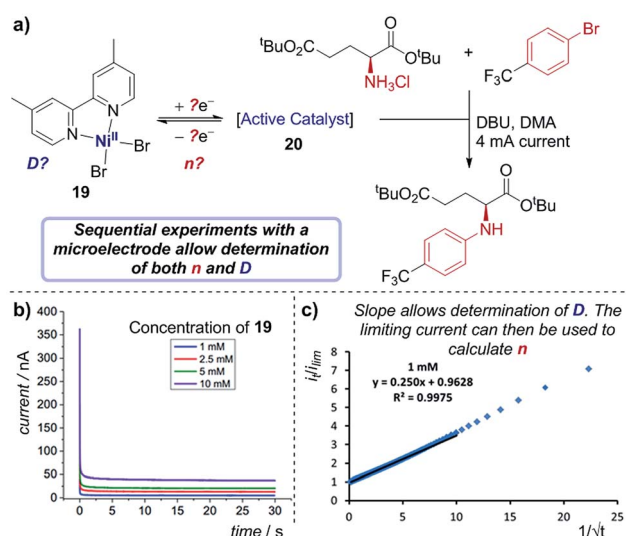 a)
ᵗBuO₂C
O
OᵗBu
NH₃Cl
+
Br
F₃C
N
N
Niᴵᴵ
Br
Br
D?
19
+ ?e⁻
− ?e⁻
n?
[Active Catalyst]
20
DBU, DMA
4 mA current
ᵗBuO₂C
O
OᵗBu
NH
F₃C
Sequential experiments with a
microelectrode allow determination
of both n and D
b)
Concentration of 19
1 mM
2.5 mM
5 mM
10 mM
current / nA
400
350
300
250
200
150
100
50
0
0 5 10 15 20 25 30
time / s
c)
Slope allows determination of D. The
limiting current can then be used to
calculate n
1 mM
y = 0.250x + 0.9628
R² = 0.9975
iₜ/iₗᵢₘ
8
7
6
5
4
3
2
1
0
0 5 10 15 20 25
1/√t